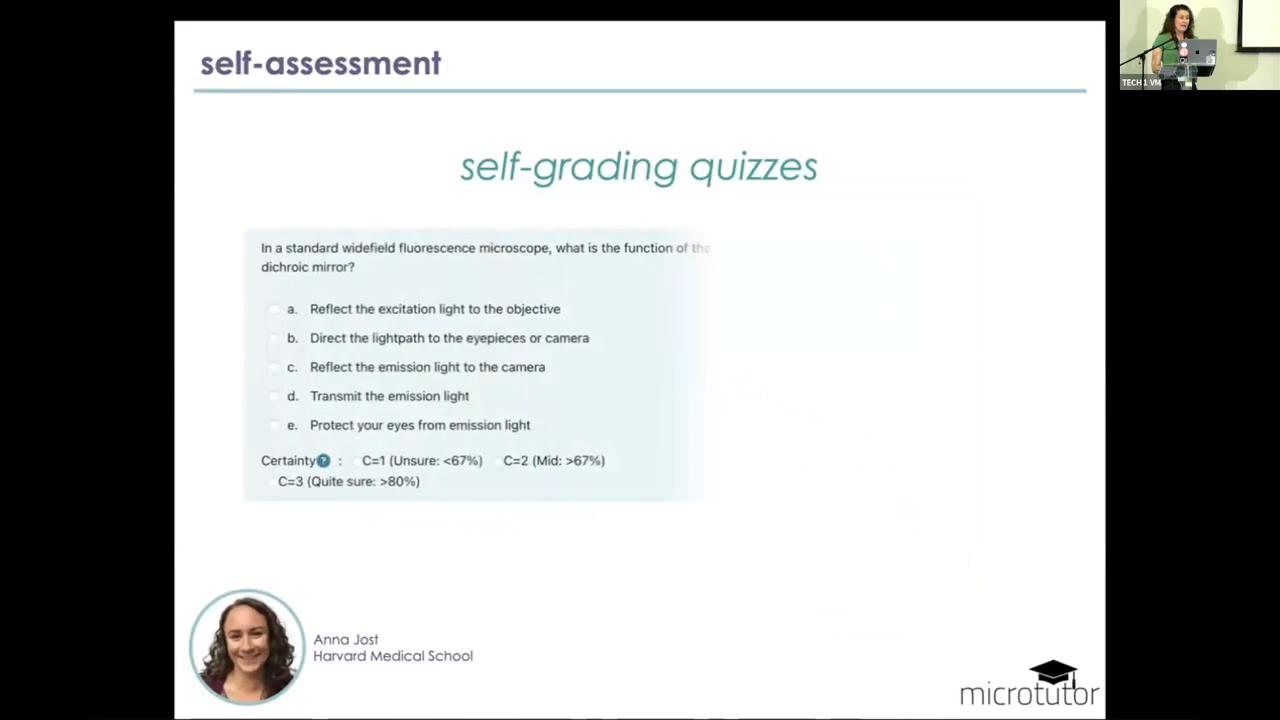 self-assessment
self-grading quizzes
In a standard widefield fluorescence microscope, what is the function of the
dichroic mirror?
a. Reflect the excitation light to the objective
b. Direct the lightpath to the eyepieces or camera
c. Reflect the emission light to the camera
d. Transmit the emission light
e. Protect your eyes from emission light
Certainty ? : C=1 (Unsure: <67%) C=2 (Mid: >67%)
C=3 (Quite sure: >80%)
Anna Jost
Harvard Medical School
microtutor
TECH 1 VM